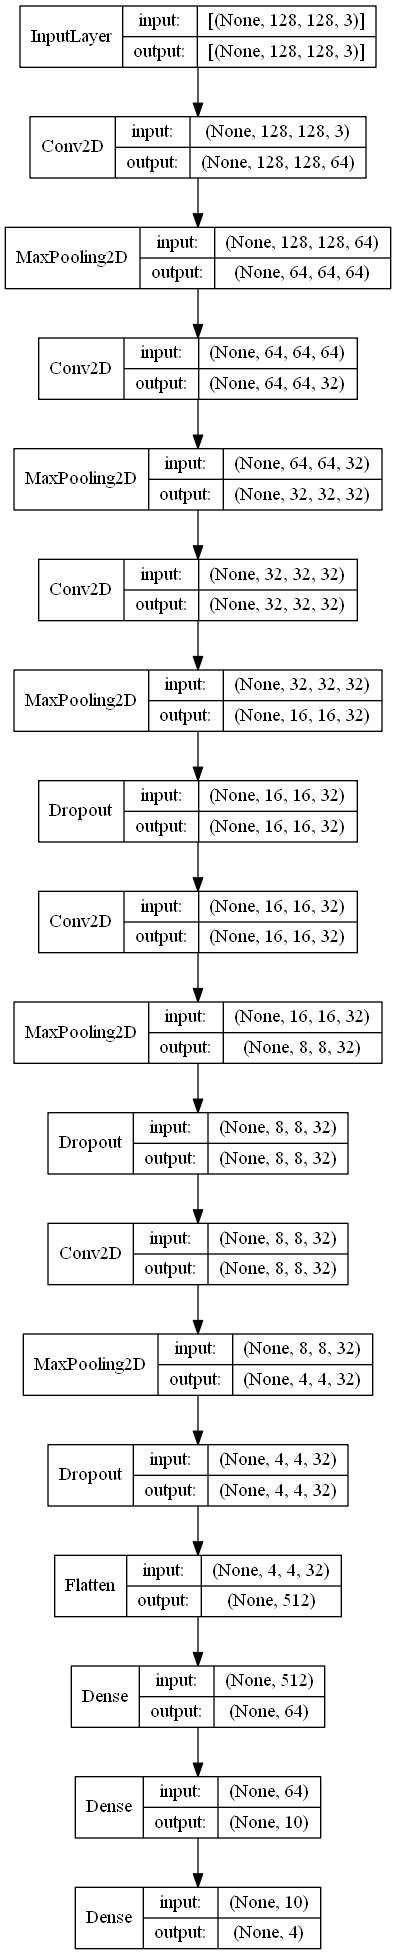 InputLayer
input: [(None, 128, 128, 3)]
output: [(None, 128, 128, 3)]
Conv2D
input: (None, 128, 128, 3)
output: (None, 128, 128, 64)
MaxPooling2D
input: (None, 128, 128, 64)
output: (None, 64, 64, 64)
Conv2D
input: (None, 64, 64, 64)
output: (None, 64, 64, 32)
MaxPooling2D
input: (None, 64, 64, 32)
output: (None, 32, 32, 32)
Conv2D
input: (None, 32, 32, 32)
output: (None, 32, 32, 32)
MaxPooling2D
input: (None, 32, 32, 32)
output: (None, 16, 16, 32)
Dropout
input: (None, 16, 16, 32)
output: (None, 16, 16, 32)
Conv2D
input: (None, 16, 16, 32)
output: (None, 16, 16, 32)
MaxPooling2D
input: (None, 16, 16, 32)
output: (None, 8, 8, 32)
Dropout
input: (None, 8, 8, 32)
output: (None, 8, 8, 32)
Conv2D
input: (None, 8, 8, 32)
output: (None, 8, 8, 32)
MaxPooling2D
input: (None, 8, 8, 32)
output: (None, 4, 4, 32)
Dropout
input: (None, 4, 4, 32)
output: (None, 4, 4, 32)
Flatten
input: (None, 4, 4, 32)
output: (None, 512)
Dense
input: (None, 512)
output: (None, 64)
Dense
input: (None, 64)
output: (None, 10)
Dense
input: (None, 10)
output: (None, 4)